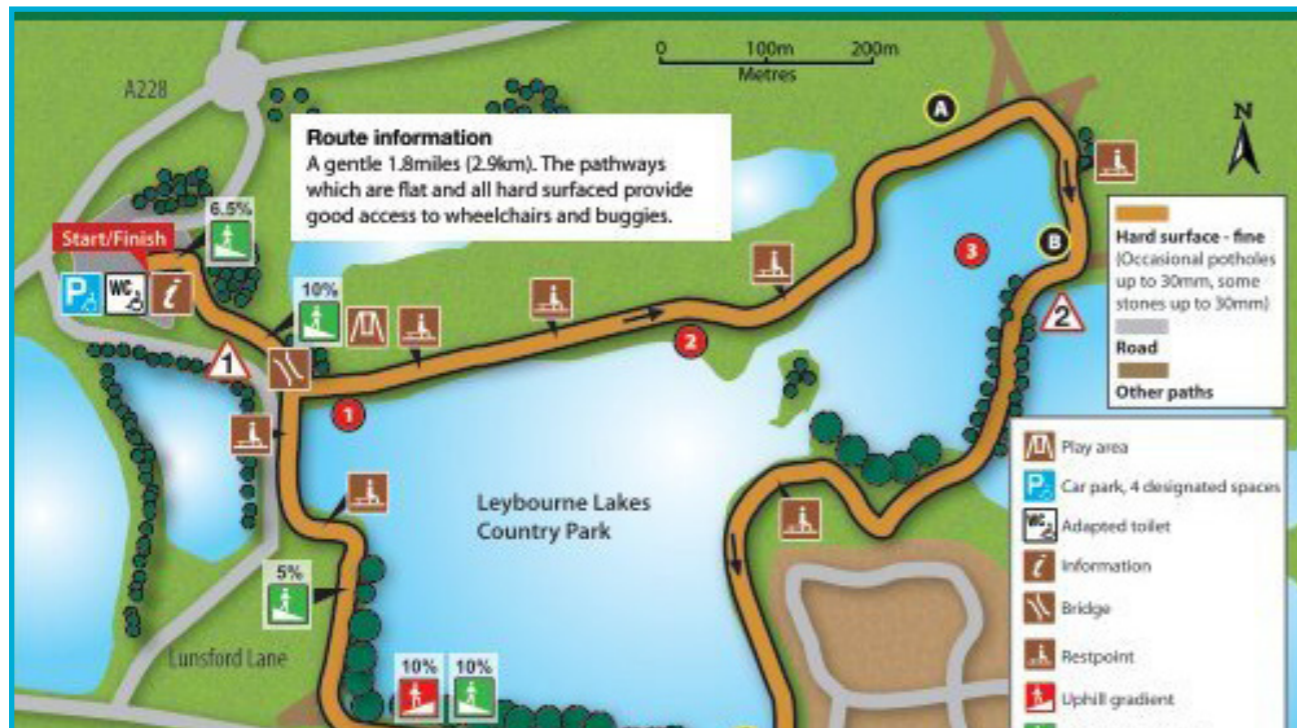 0 100m 200m
Metres
A228
Route information
A gentle 1.8miles (2.9km). The pathways
which are flat and all hard surfaced provide
good access to wheelchairs and buggies.
A
N
6.5%
Start/Finish
P
WC
i
B
3
Hard surface - fine
(Occasional potholes
up to 30mm, some
stones up to 30mm)
Road
Other paths
10%
2
2
1
1
Leybourne Lakes
Country Park
5%
Lunsford Lane
10%
10%
Play area
P
Car park, 4 designated spaces
WC
Adapted toilet
i
Information
Bridge
Restpoint
Uphill gradient